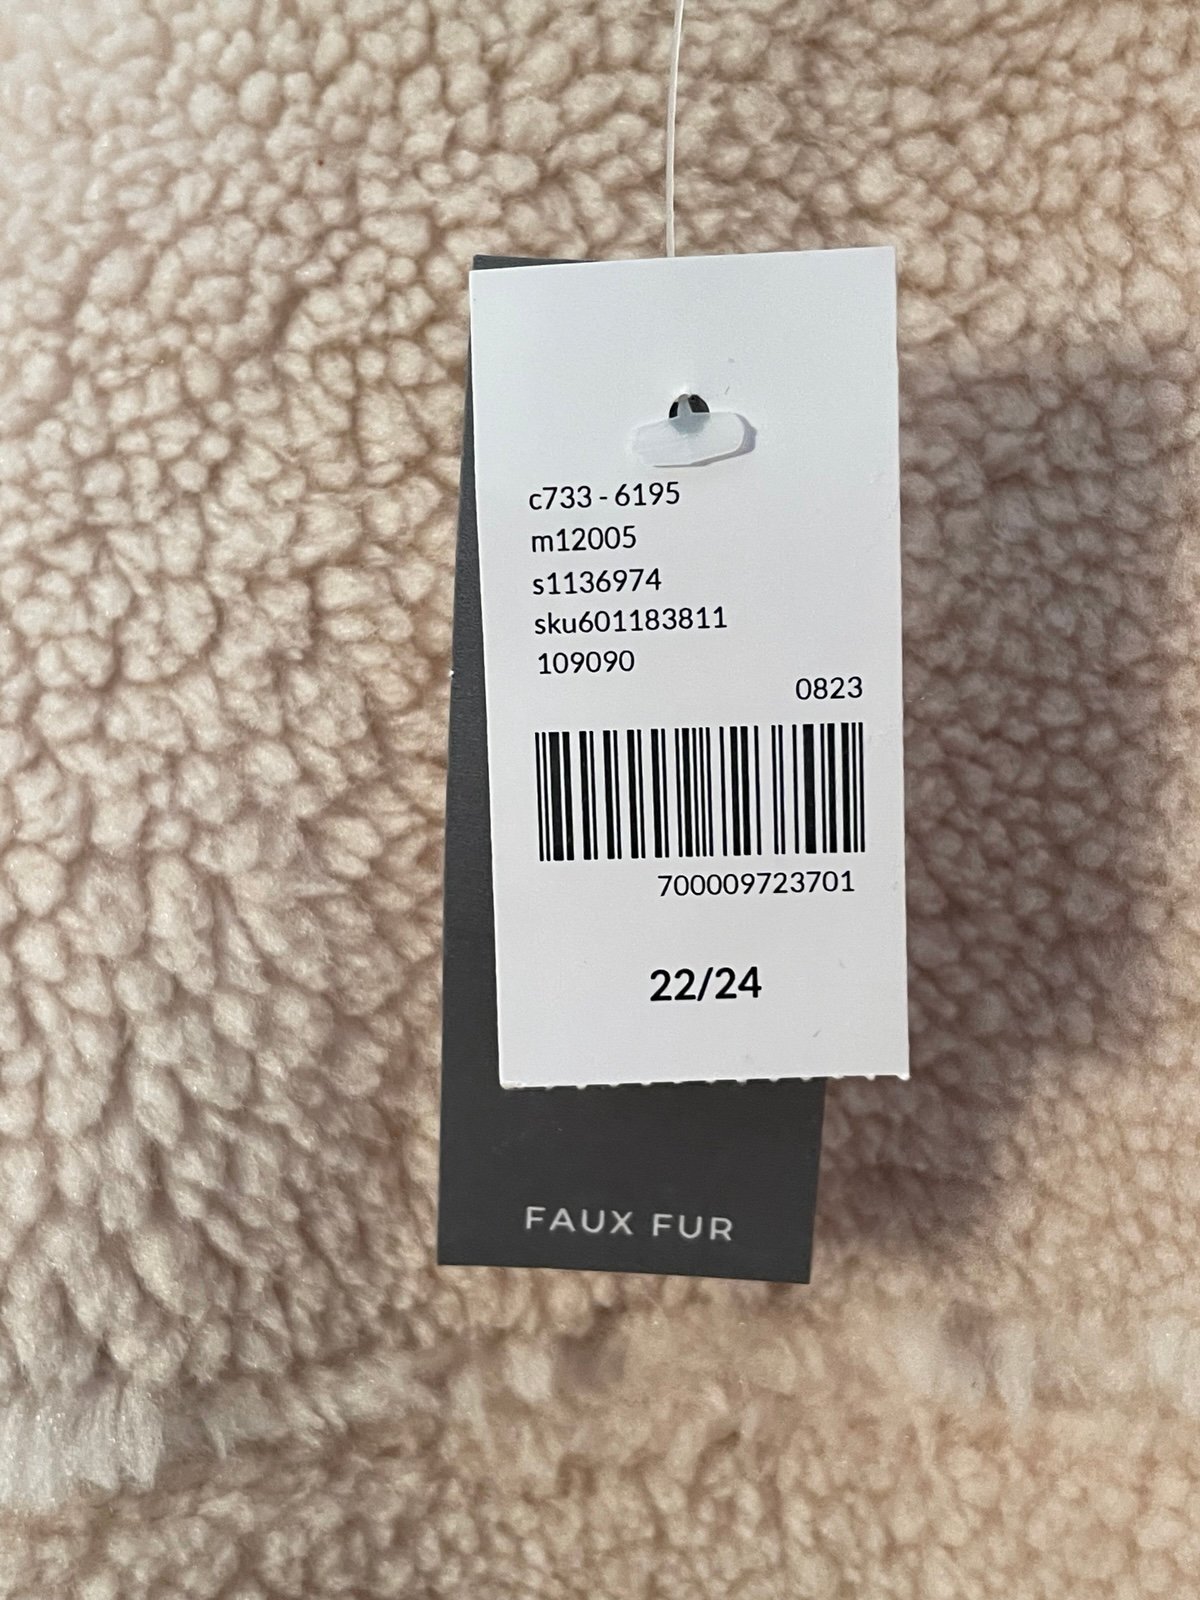 c733 - 6195
m12005
s1136974
sku601183811
109090
0823
700009723701
22/24
FAUX FUR